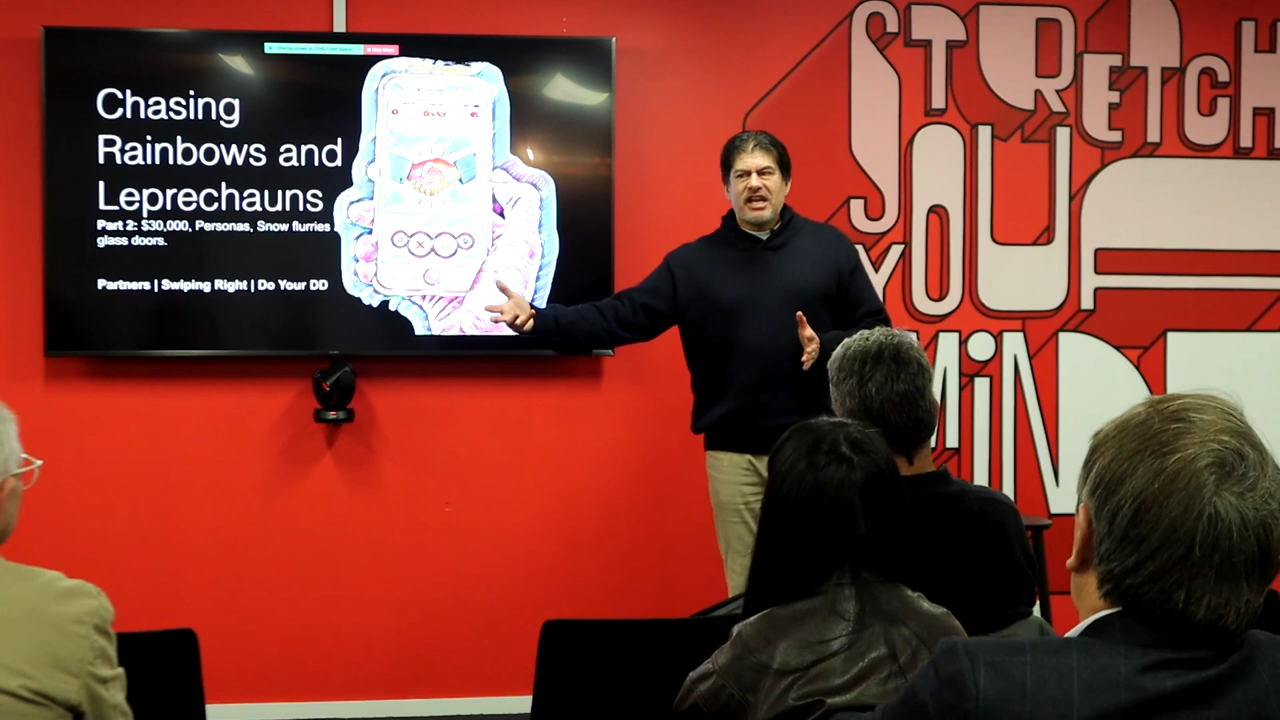 Chasing
Rainbows and
Leprechauns
Part 2: $30,000, Personas, Snow flurries
glass doors.
Partners | Swiping Right | Do Your DD
STRETCH
YOUR
MIND